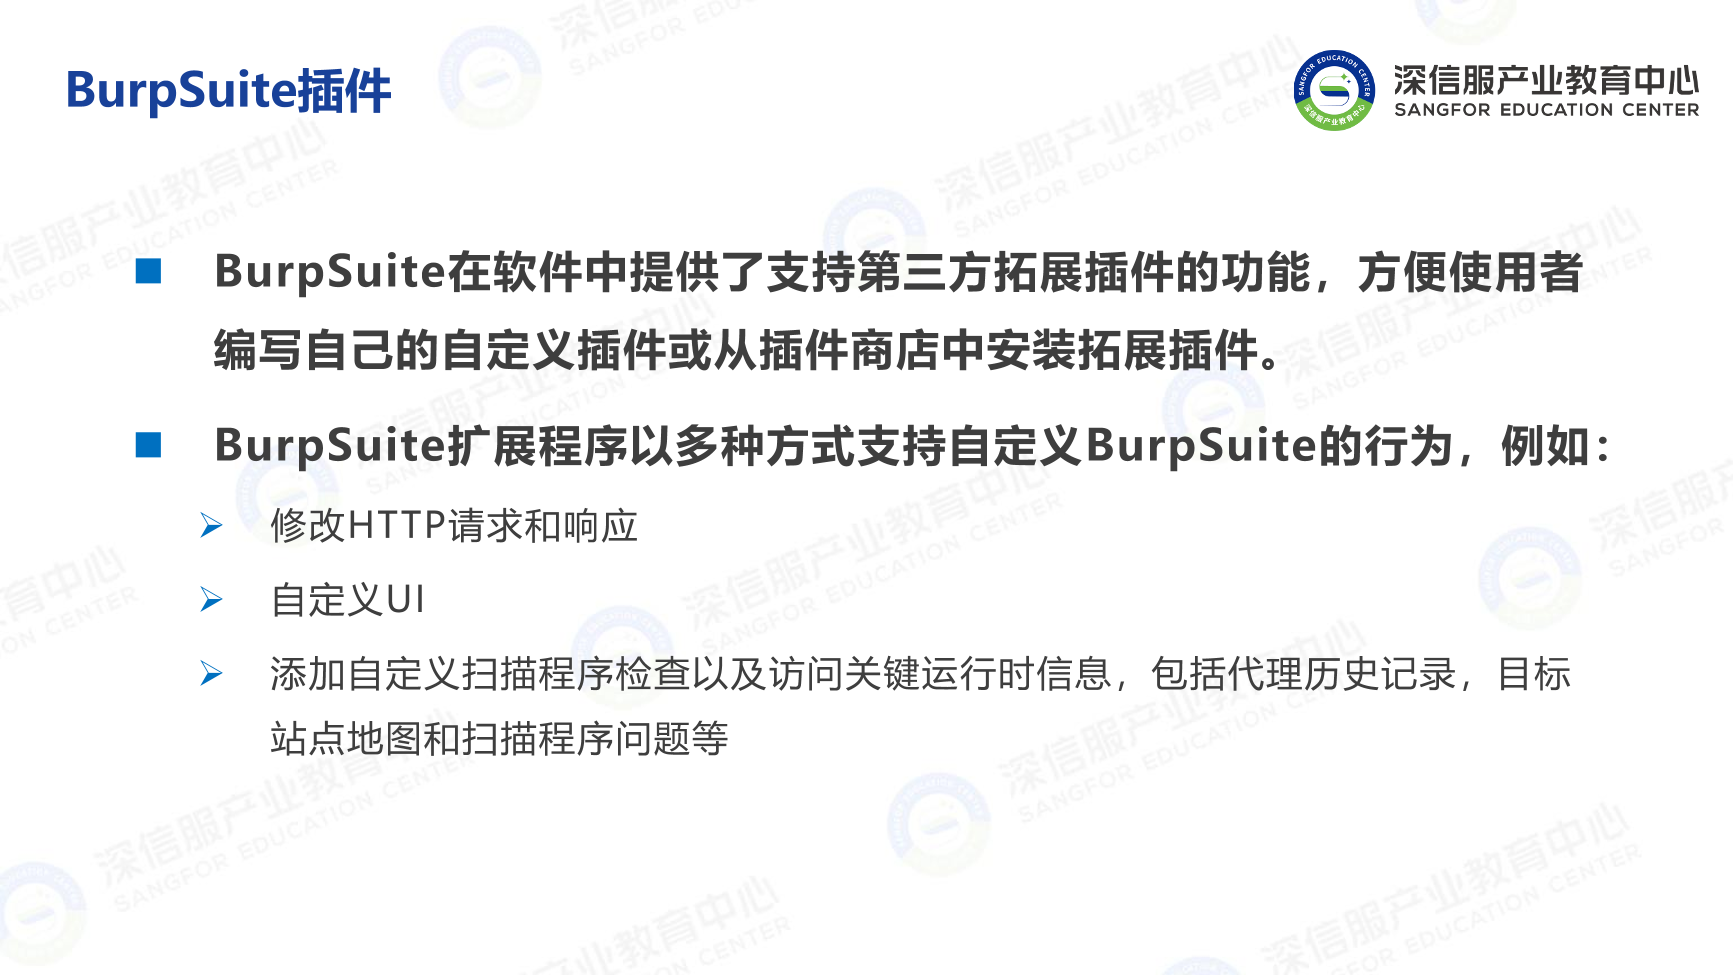 BurpSuite插件
深信服产业教育中心
SANGFOR EDUCATION CENTER
BurpSuite在软件中提供了支持第三方拓展插件的功能，方便使用者
编写自己的自定义插件或从插件商店中安装拓展插件。
BurpSuite扩展程序以多种方式支持自定义BurpSuite的行为，例如：
修改HTTP请求和响应
自定义UI
添加自定义扫描程序检查以及访问关键运行时信息，包括代理历史记录，目标
站点地图和扫描程序问题等